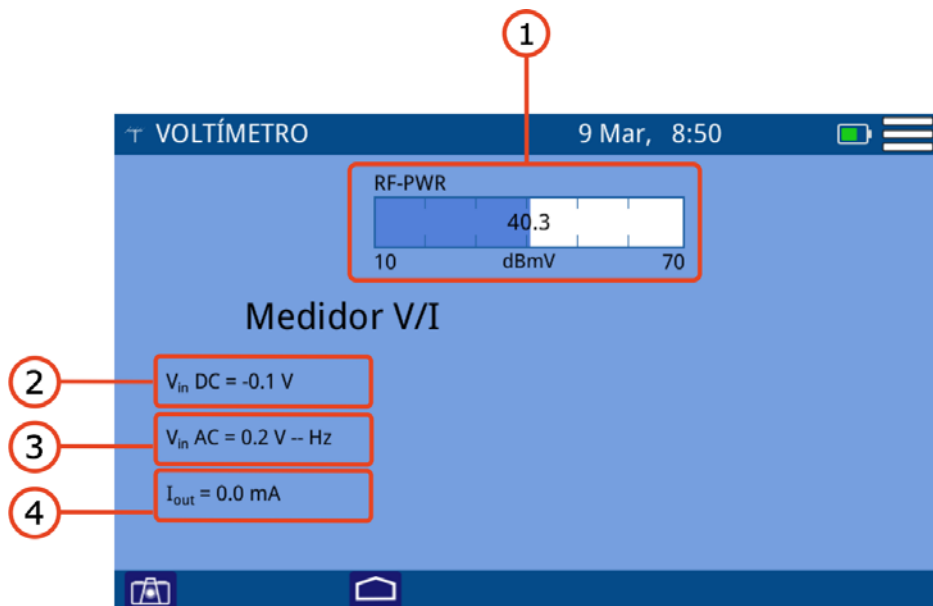 1
VOLTÍMETRO 9 Mar, 8:50
RF-PWR
40.3
10 dBmV 70
Medidor V/I
2 Vin DC = -0.1 V
3 Vin AC = 0.2 V -- Hz
4 Iout = 0.0 mA